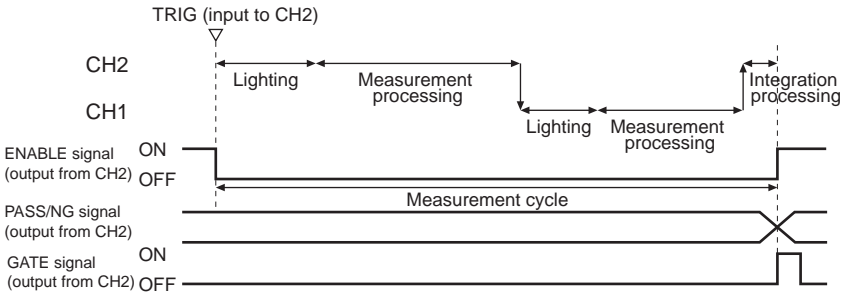 TRIG (input to CH2)
CH2
Lighting
Measurement
processing
Integration
processing
CH1
Lighting
Measurement
processing
ENABLE signal
(output from CH2)
ON
OFF
Measurement cycle
PASS/NG signal
(output from CH2)
GATE signal
(output from CH2)
ON
OFF